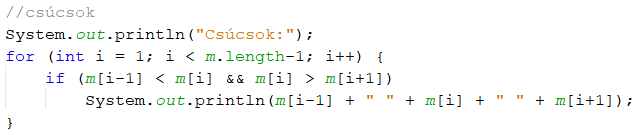 //csúcsok
System.out.println("Csúcsok:");
for (int i = 1; i < m.length-1; i++) {
    if (m[i-1] < m[i] && m[i] > m[i+1])
        System.out.println(m[i-1] + " " + m[i] + " " + m[i+1]);
}